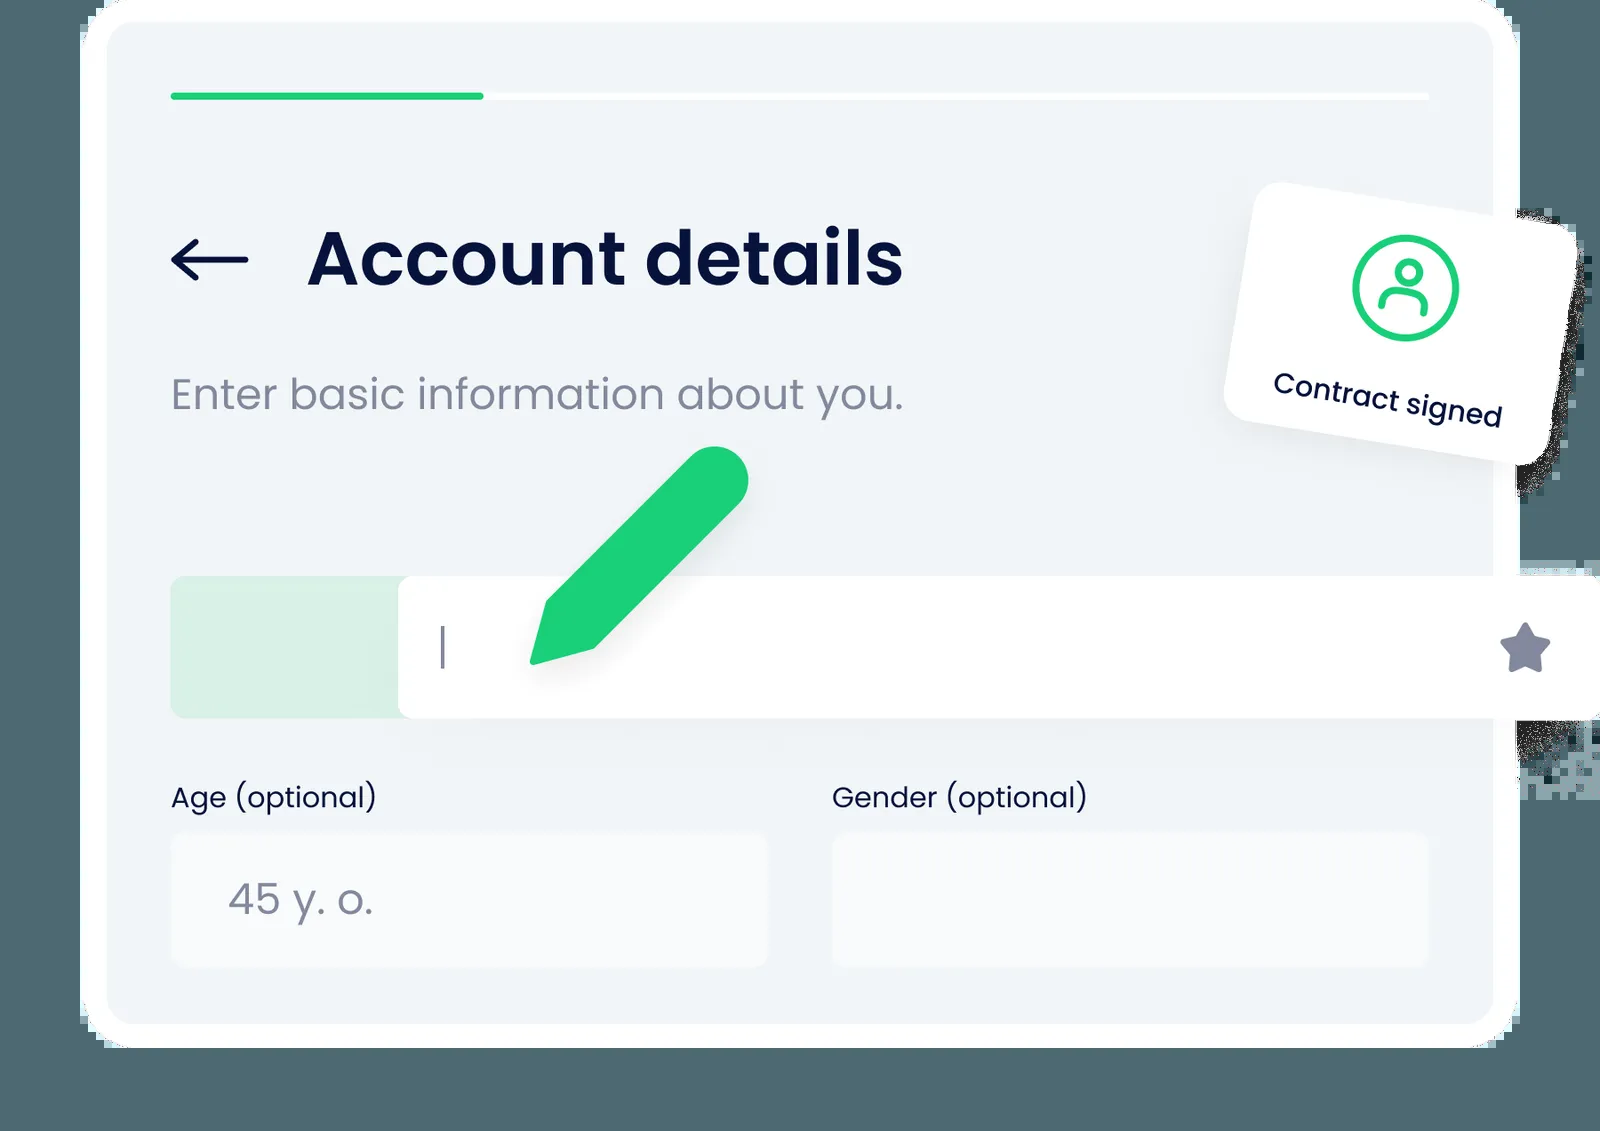 Account details
Enter basic information about you.
Contract signed
Age (optional)
Gender (optional)
45 y. o.